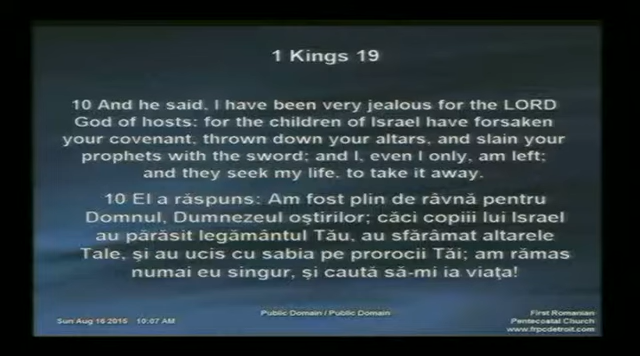 1 Kings 19
10 And he said, I have been very jealous for the LORD
God of hosts: for the children of Israel have forsaken
your covenant, thrown down your altars, and slain your
prophets with the sword; and I, even I only, am left;
and they seek my life, to take it away.
10 El a răspuns: Am fost plin de râvnă pentru
Domnul, Dumnezeul oştirilor; căci copiii lui Israel
au părăsit legământul Tău, au sfărâmat altarele
Tale, şi au ucis cu sabia pe prorocii Tăi; am rămas
numai eu singur, şi caută să-mi ia viaţa!
Public Domain / Public Domain
Sun Aug 16 2015 10:07 AM
First Romanian
Pentecostal Church
www.frpcdetroit.com